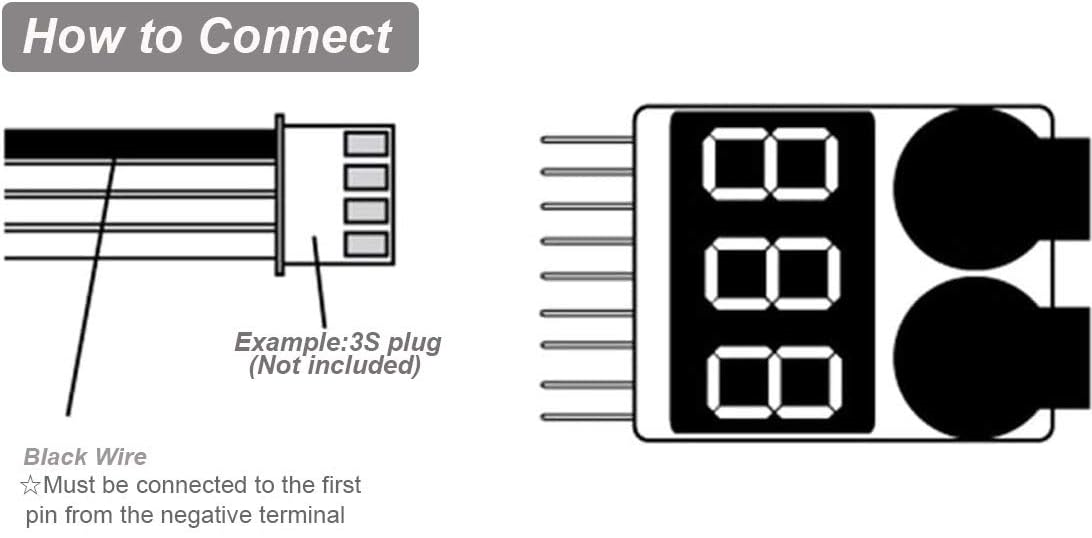 How to Connect
Example:3S plug
(Not included)
Black Wire
☆Must be connected to the first
pin from the negative terminal